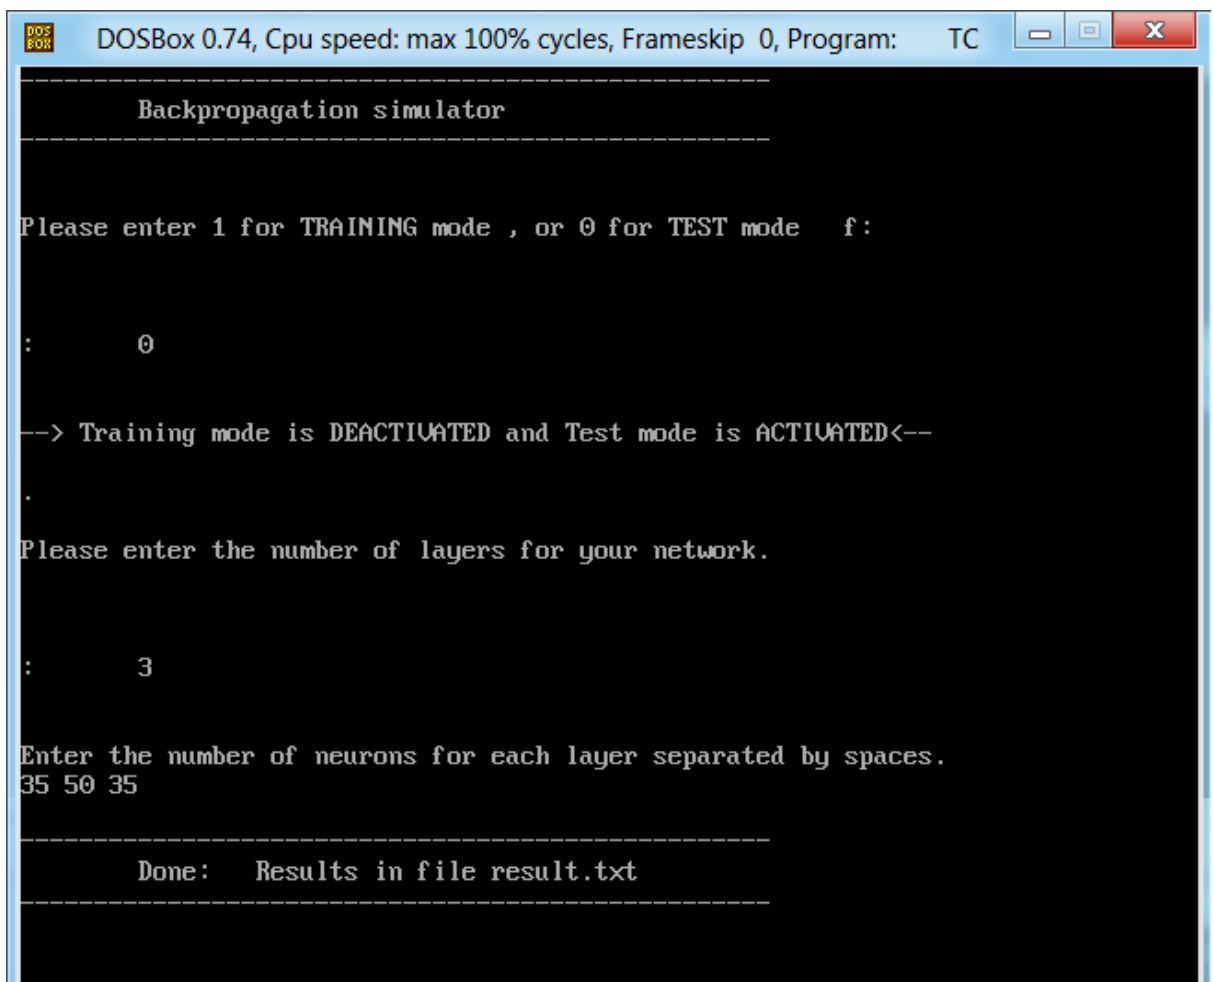 DOS BOX DOSBox 0.74, Cpu speed: max 100% cycles, Frameskip 0, Program: TC
------------------------------------------------------
Backpropagation simulator
------------------------------------------------------
Please enter 1 for TRAINING mode , or 0 for TEST mode f:
: 0
--> Training mode is DEACTIVATED and Test mode is ACTIVATED<--
.
Please enter the number of layers for your network.
: 3
Enter the number of neurons for each layer separated by spaces.
35 50 35
------------------------------------------------------
Done: Results in file result.txt
------------------------------------------------------